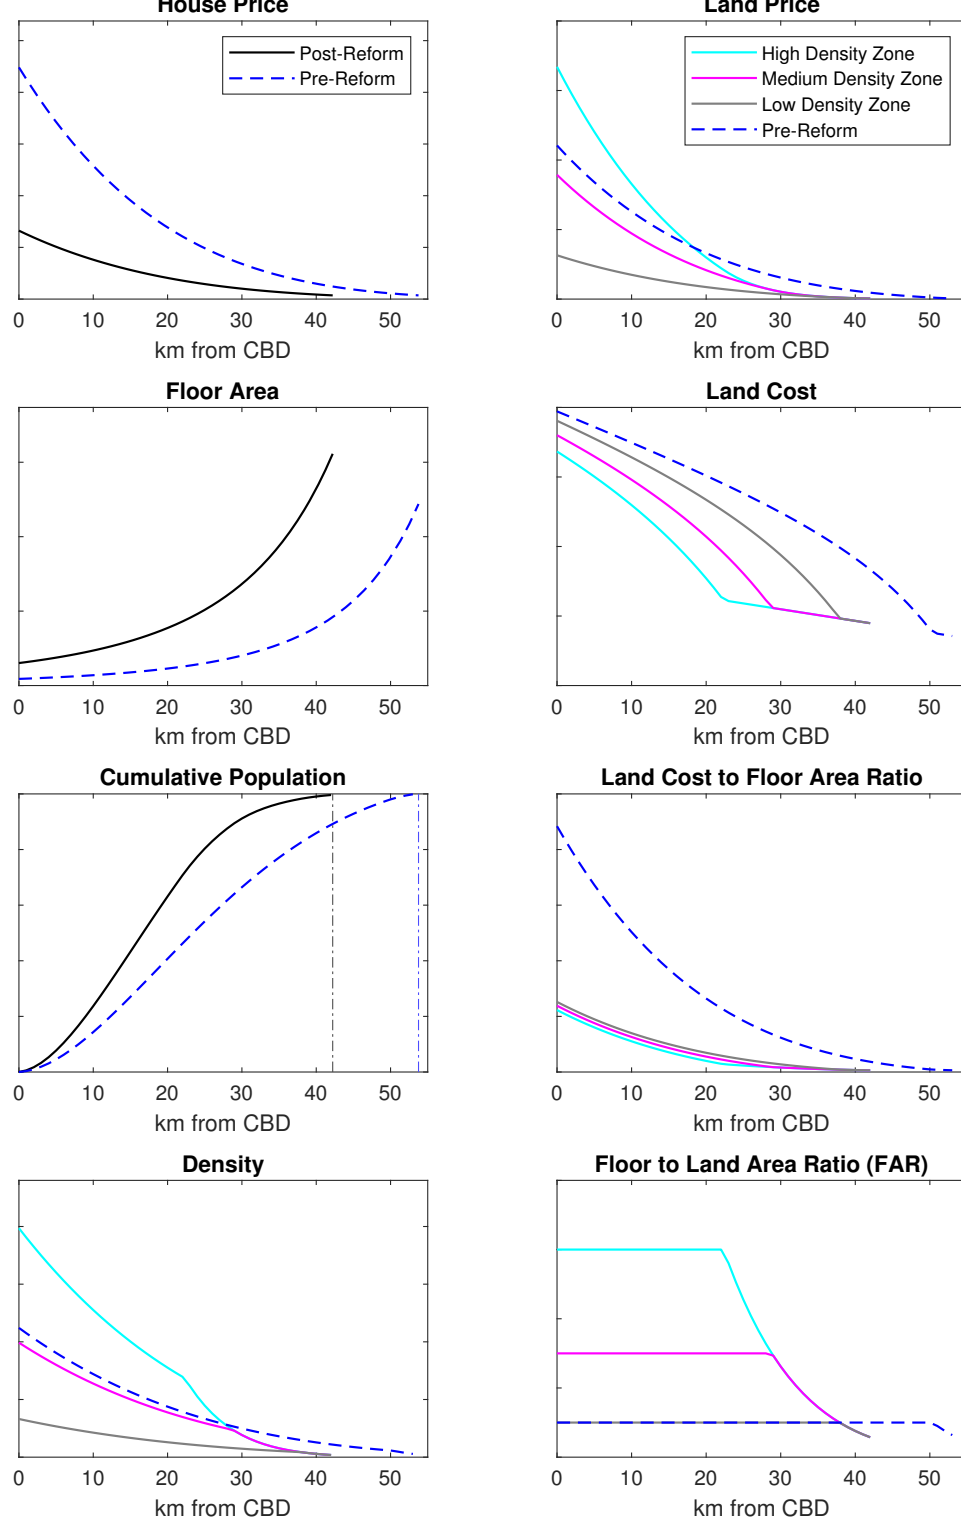 House Price
Post-Reform
Pre-Reform
0 10 20 30 40 50
km from CBD
Land Price
High Density Zone
Medium Density Zone
Low Density Zone
Pre-Reform
0 10 20 30 40 50
km from CBD
Floor Area
0 10 20 30 40 50
km from CBD
Land Cost
0 10 20 30 40 50
km from CBD
Cumulative Population
0 10 20 30 40 50
km from CBD
Land Cost to Floor Area Ratio
0 10 20 30 40 50
km from CBD
Density
0 10 20 30 40 50
km from CBD
Floor to Land Area Ratio (FAR)
0 10 20 30 40 50
km from CBD